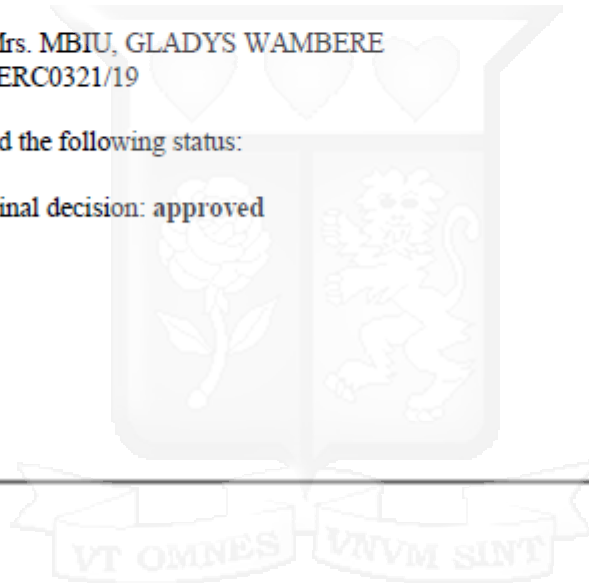 Mrs. MBIU, GLADYS WAMBERE
ERC0321/19
d the following status:
inal decision: approved
VT OMNES VNVM SINT